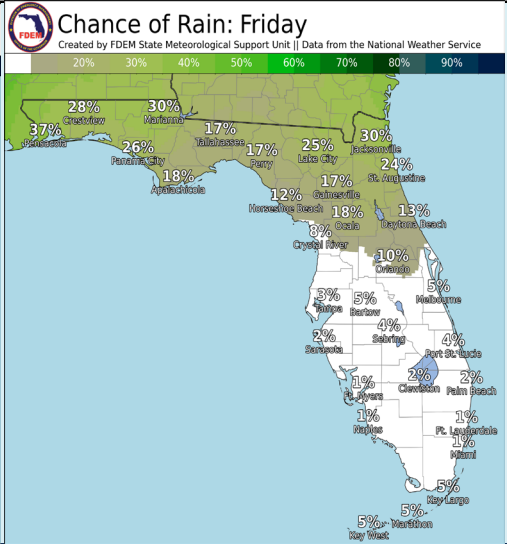 FDEM
Chance of Rain: Friday
Created by FDEM State Meteorological Support Unit || Data from the National Weather Service
20% 30% 40% 50% 60% 70% 80% 90%
28%
Crestview
30%
Marianna
37%
Pensacola
26%
Panama City
17%
Tallahassee
17%
Perry
25%
Lake City
30%
Jacksonville
24%
St. Augustine
18%
Apalachicola
12%
Horseshoe Beach
17%
Gainesville
18%
Ocala
13%
Daytona Beach
8%
Crystal River
10%
Orlando
5%
Melbourne
3%
Tampa
5%
Bartow
4%
Sebring
2%
Sarasota
4%
Port St. Lucie
2%
Clewiston
2%
Palm Beach
1%
Ft. Myers
1%
Naples
1%
Ft. Lauderdale
1%
Miami
5%
Key Largo
5%
Marathon
5%
Key West